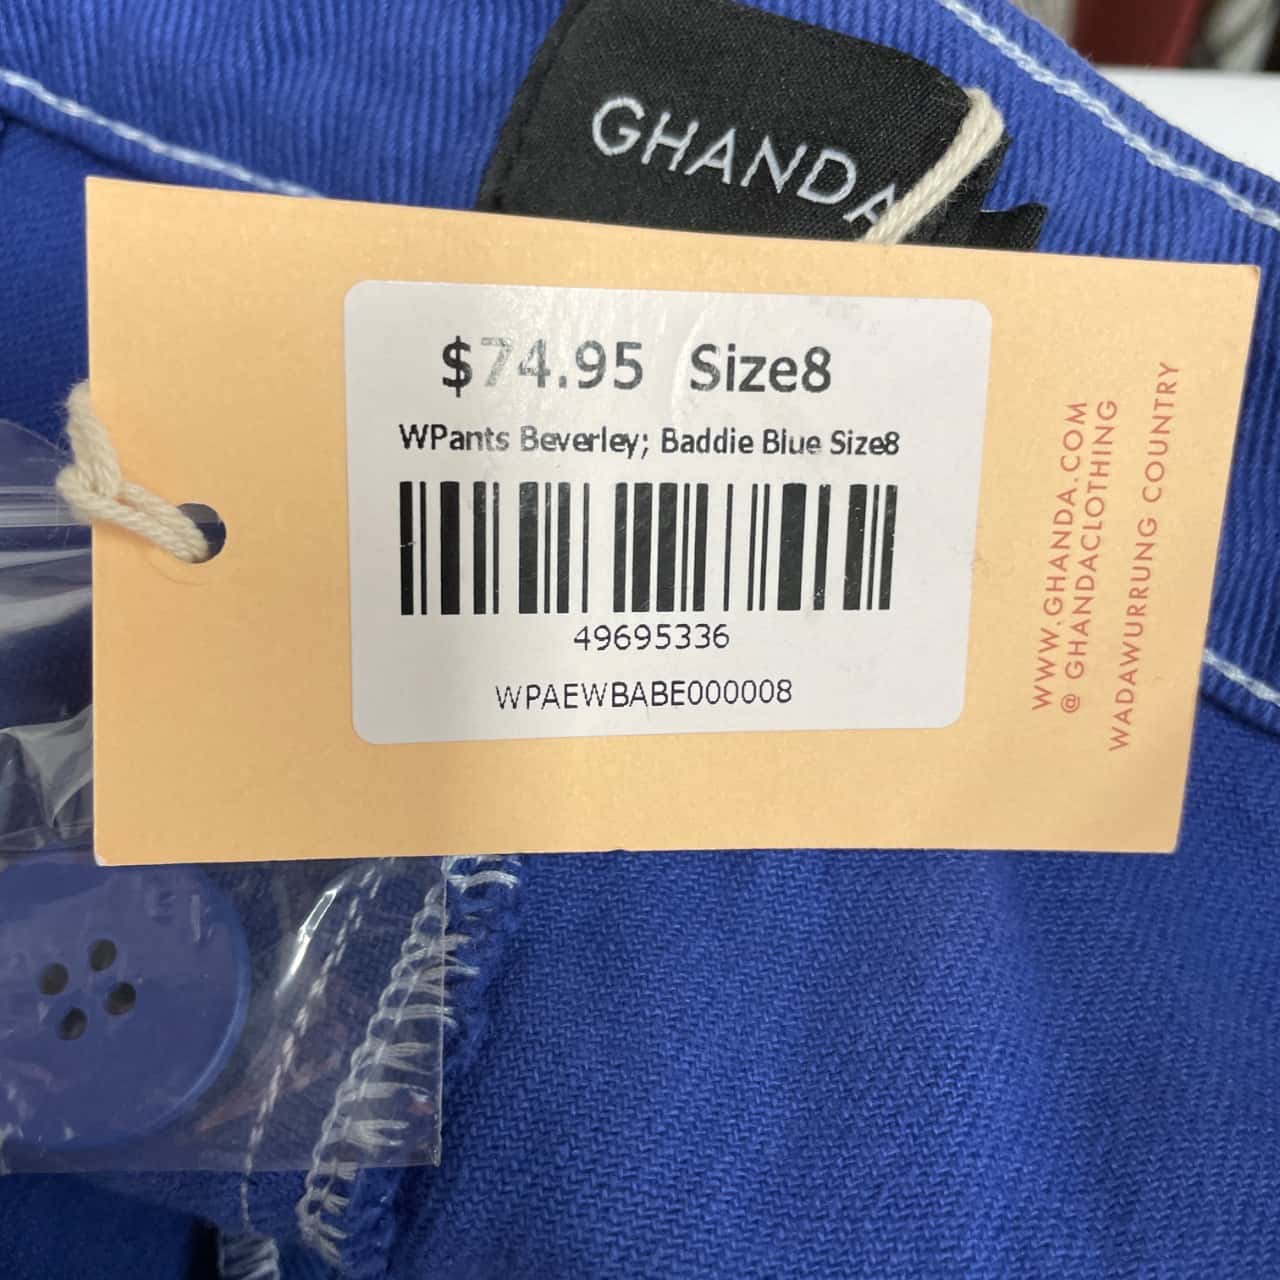 GHANDA
$74.95 Size8
WPants Beverley; Baddie Blue Size8
49695336
WPAEWBABE000008
WWW.GHANDA.COM
@ GHANDACLOTHING
WADAWURRUNG COUNTRY